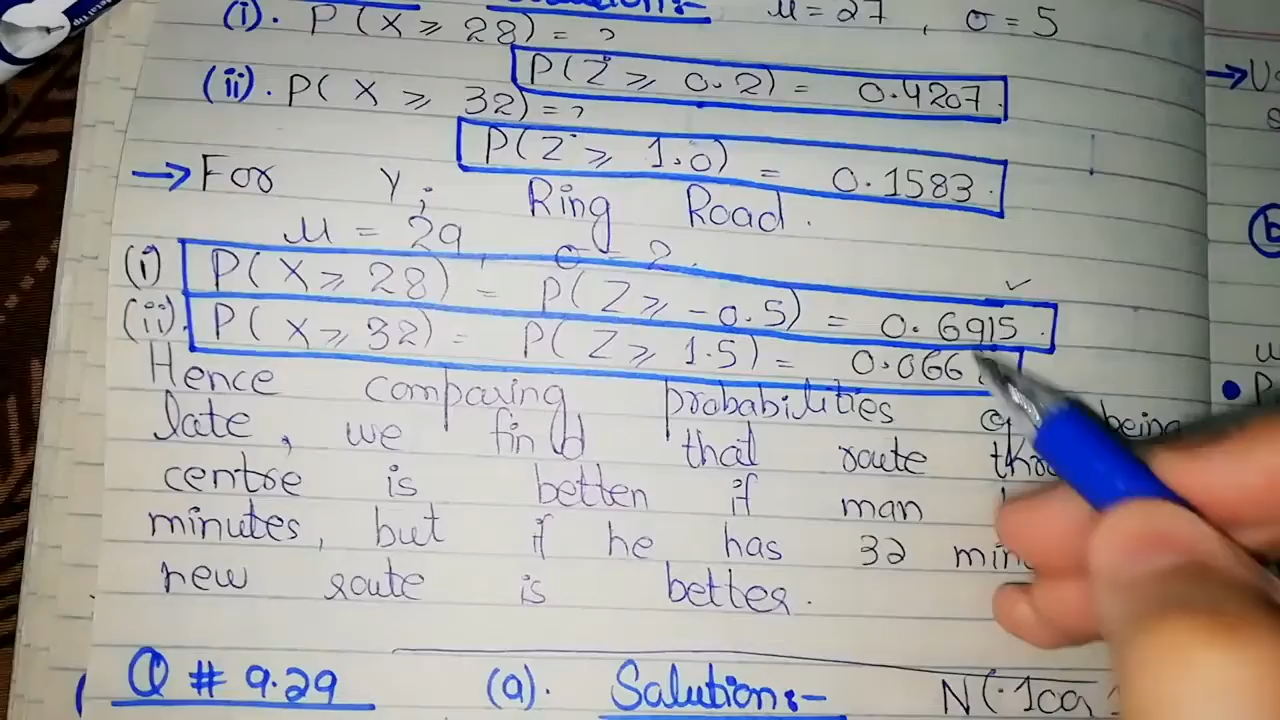 (i). P(X ⩾ 28) = ? Solution:- μ = 27 , σ = 5
P(Z ⩾ 0.2) = 0.4207.
(ii). P( X ⩾ 32) = ?
P(Z ⩾ 1.0) = 0.1583.
→ For Y; Ring Road.
μ = 29, σ = 2.
(i) P(X ⩾ 28) = P(Z ⩾ -0.5) = 0.6915.
(ii). P( X ⩾ 32) = P( Z ⩾ 1.5) = 0.066
Hence comparing probabilities of being
late, we find that route
centre is better if man
minutes, but if he has 32
new route is better.
Q # 9.29 (a). Solution:-